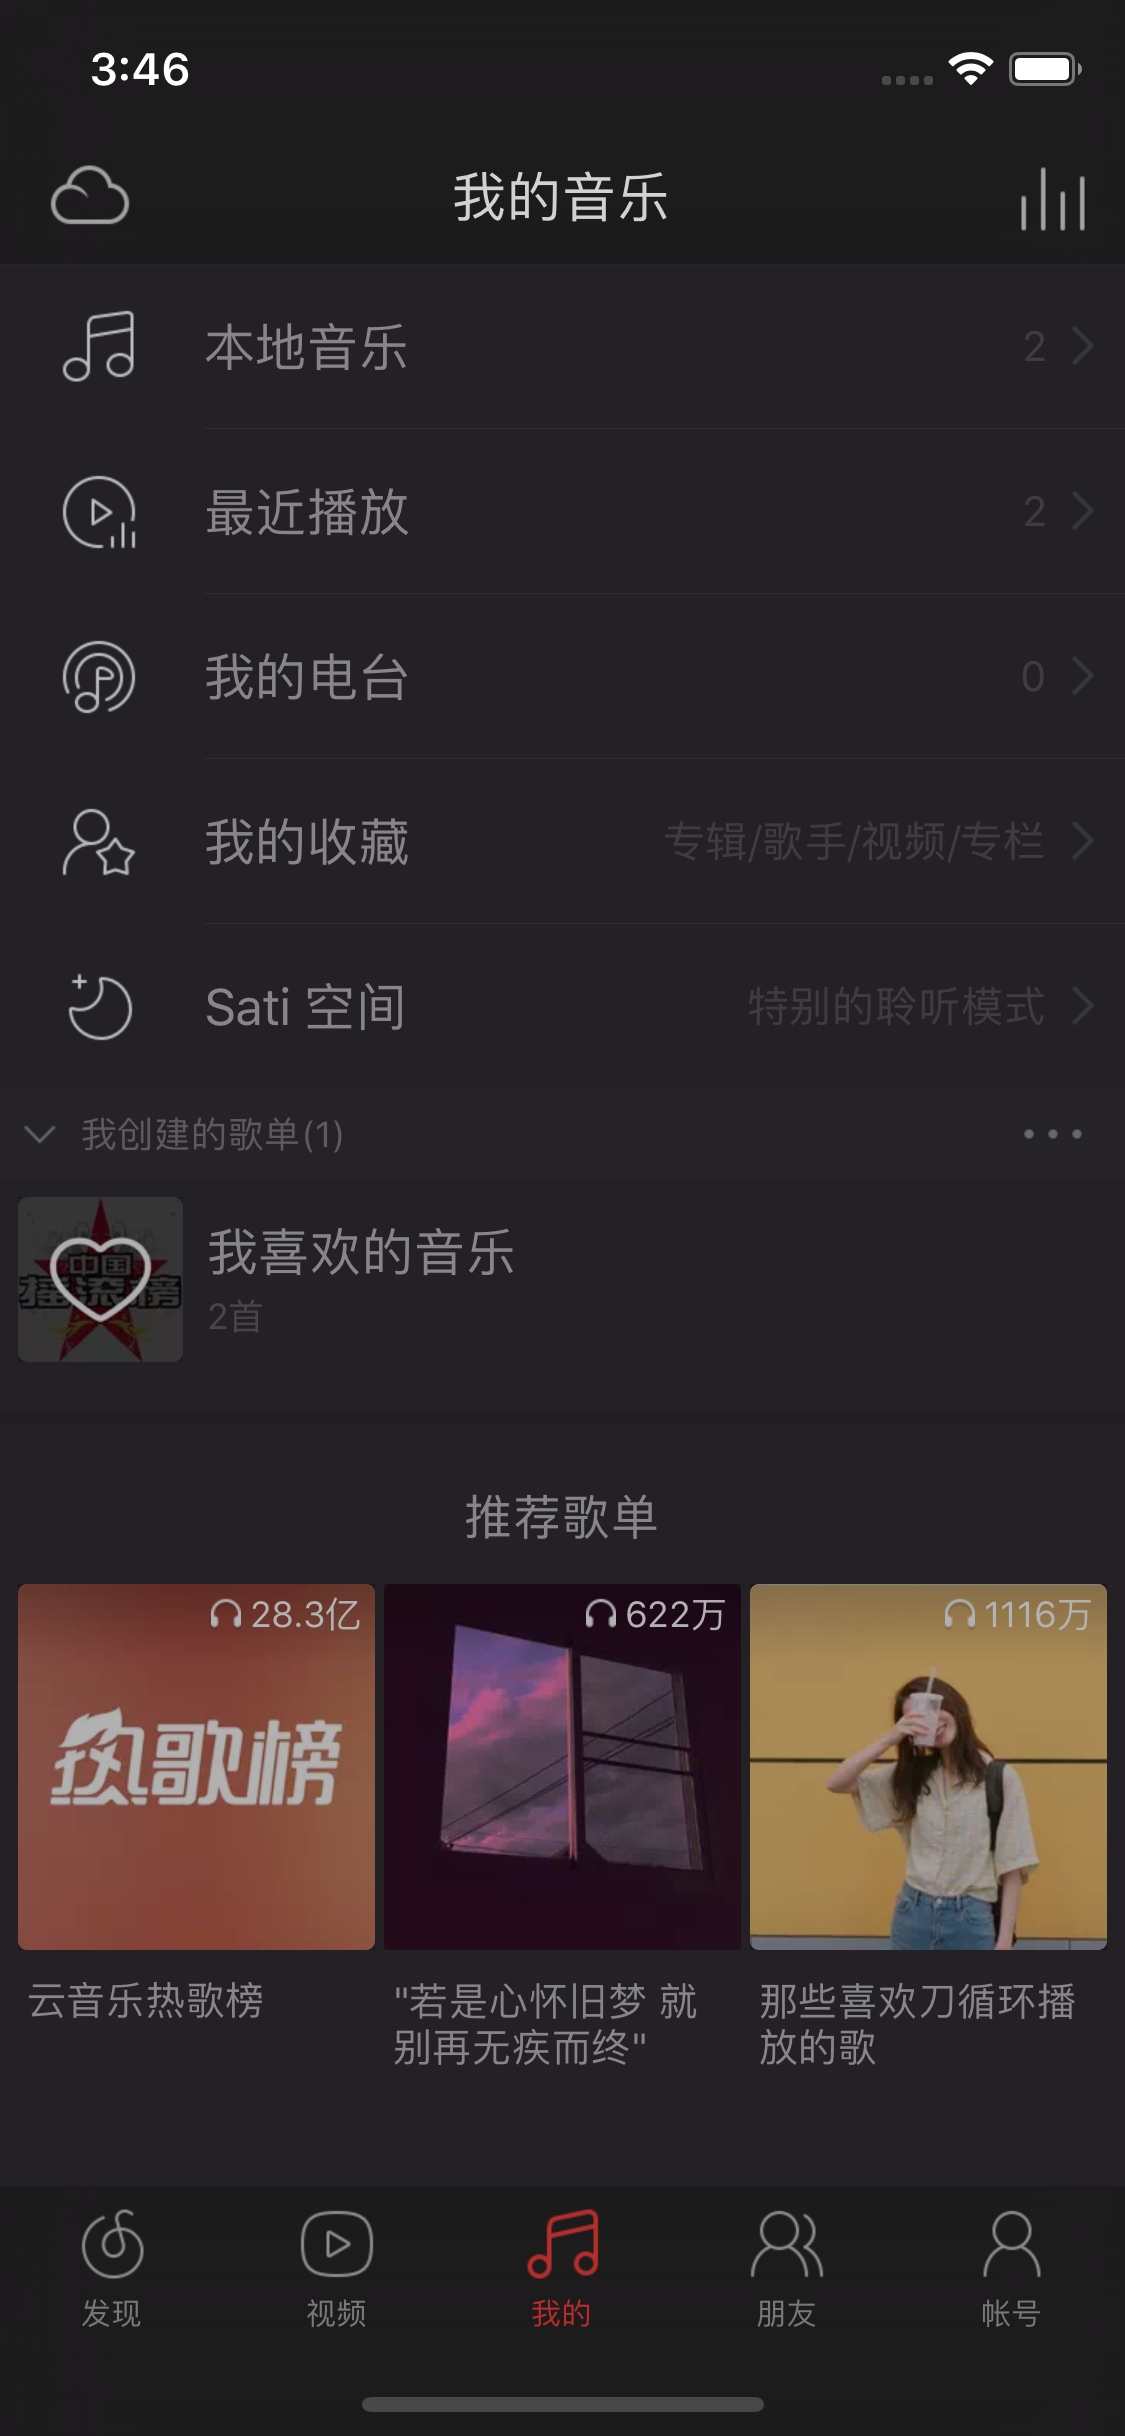 3:46
我的音乐
本地音乐 2
最近播放 2
我的电台 0
我的收藏 专辑/歌手/视频/专栏
Sati 空间 特别的聆听模式
我创建的歌单(1)
中国
摇滚榜
我喜欢的音乐
2首
推荐歌单
28.3亿 622万 1116万
热歌榜
云音乐热歌榜
"若是心怀旧梦 就
别再无疾而终"
那些喜欢刀循环播
放的歌
发现 视频 我的 朋友 帐号